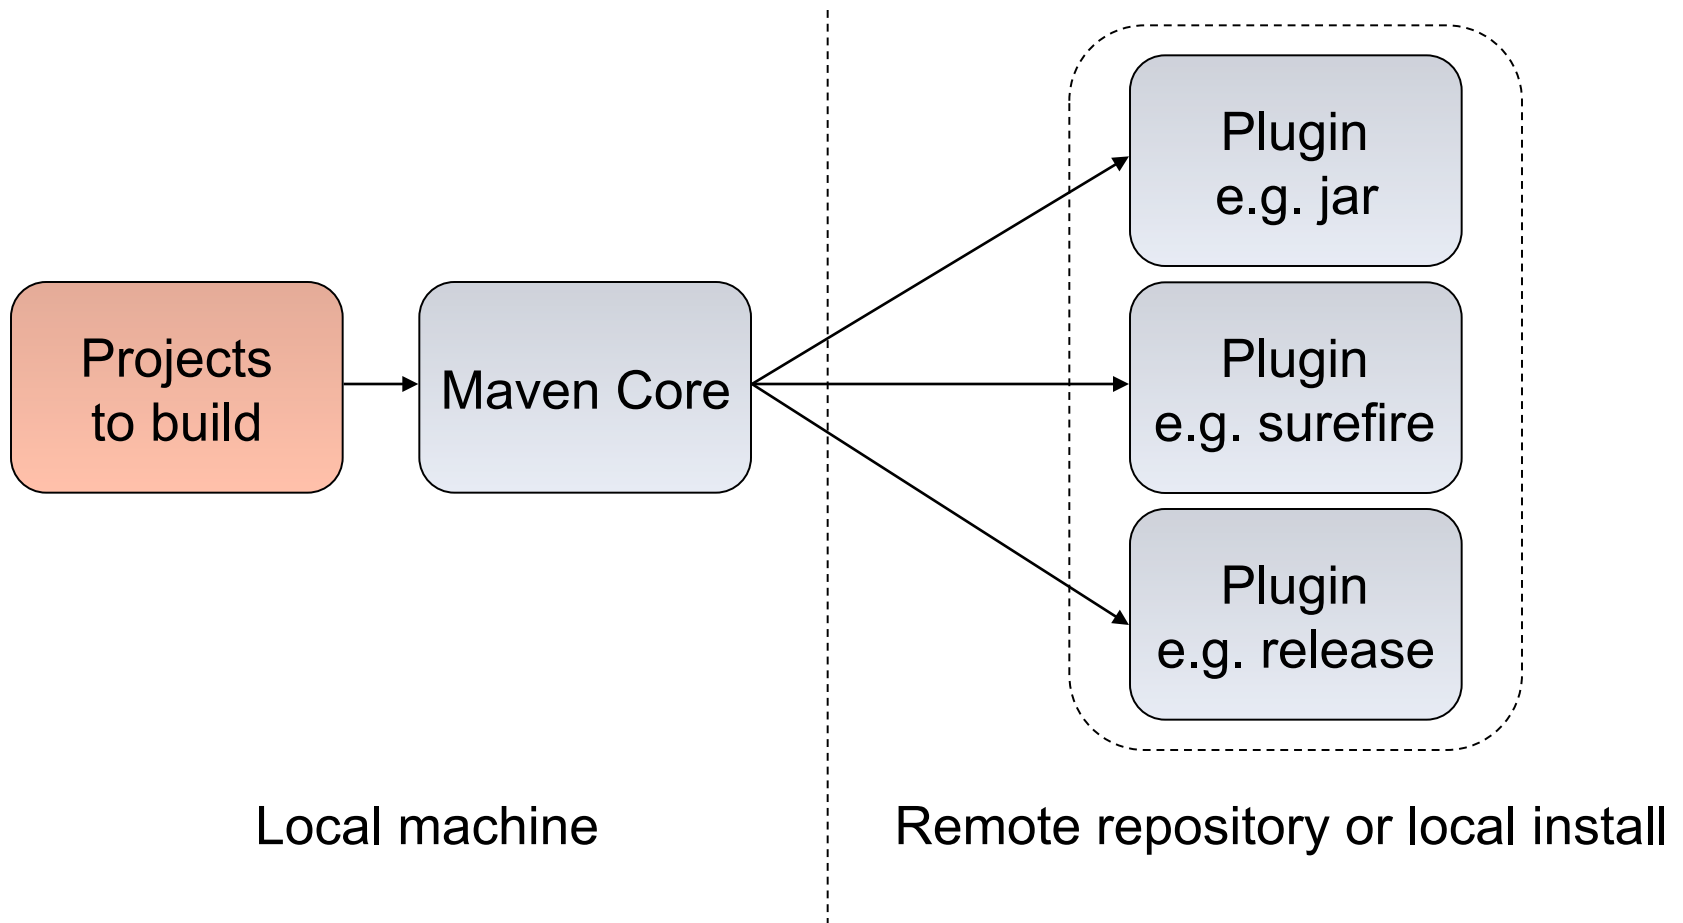 Projects
to build
Maven Core
Plugin
e.g. jar
Plugin
e.g. surefire
Plugin
e.g. release
Local machine
Remote repository or local install